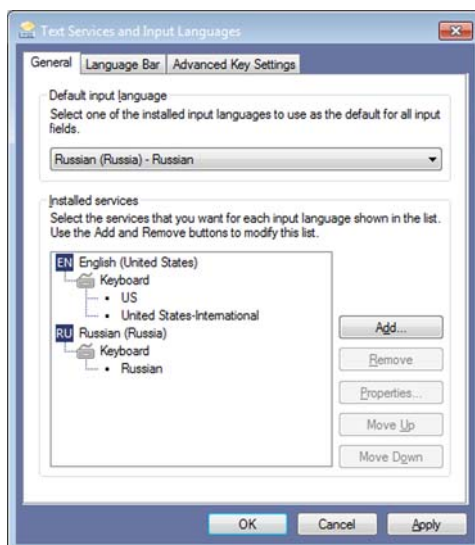 Text Services and Input Languages
General
Language Bar
Advanced Key Settings
Default input language
Select one of the installed input languages to use as the default for all input
fields.
Russian (Russia) - Russian
Installed services
Select the services that you want for each input language shown in the list.
Use the Add and Remove buttons to modify this list.
EN English (United States)
Keyboard
• US
• United States-International
RU Russian (Russia)
Keyboard
• Russian
Add...
Remove
Properties...
Move Up
Move Down
OK
Cancel
Apply